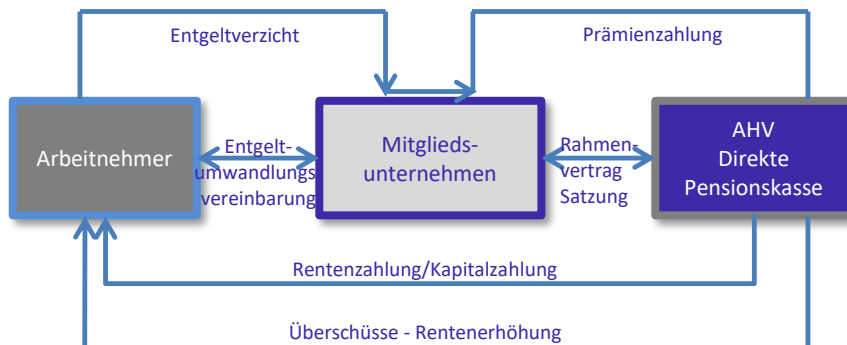 Entgeltverzicht
Prämienzahlung
Arbeitnehmer
Entgelt-
umwandlungs
vereinbarung
Mitglieds-
unternehmen
Rahmen-
vertrag
Satzung
AHV
Direkte
Pensionskasse
Rentenzahlung/Kapitalzahlung
Überschüsse - Rentenerhöhung